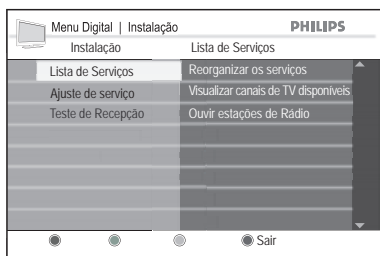 Menu Digital | Instalação PHILIPS
Instalação Lista de Serviços
Lista de Serviços Reorganizar os serviços
Ajuste de serviço Visualizar canais de TV disponíveis
Teste de Recepção Ouvir estações de Rádio
Sair